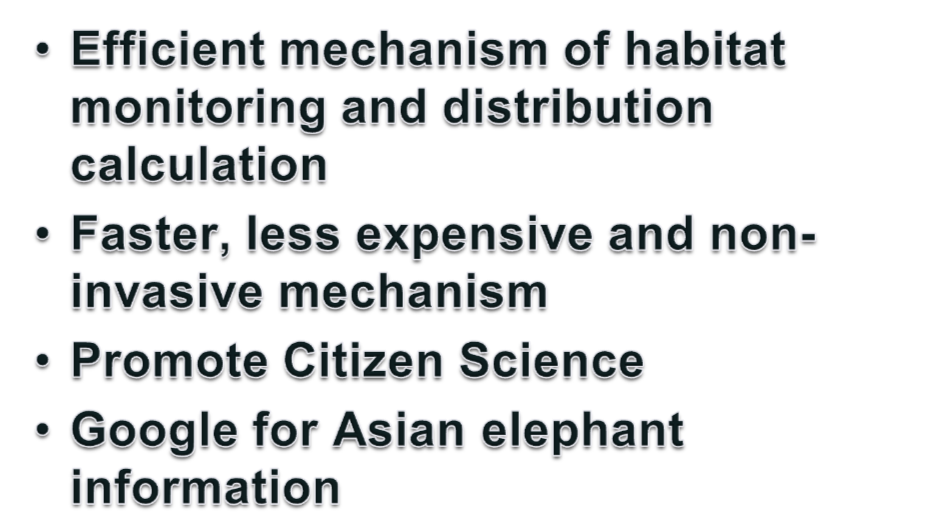 • Efficient mechanism of habitat
monitoring and distribution
calculation
• Faster, less expensive and non-
invasive mechanism
• Promote Citizen Science
• Google for Asian elephant
information